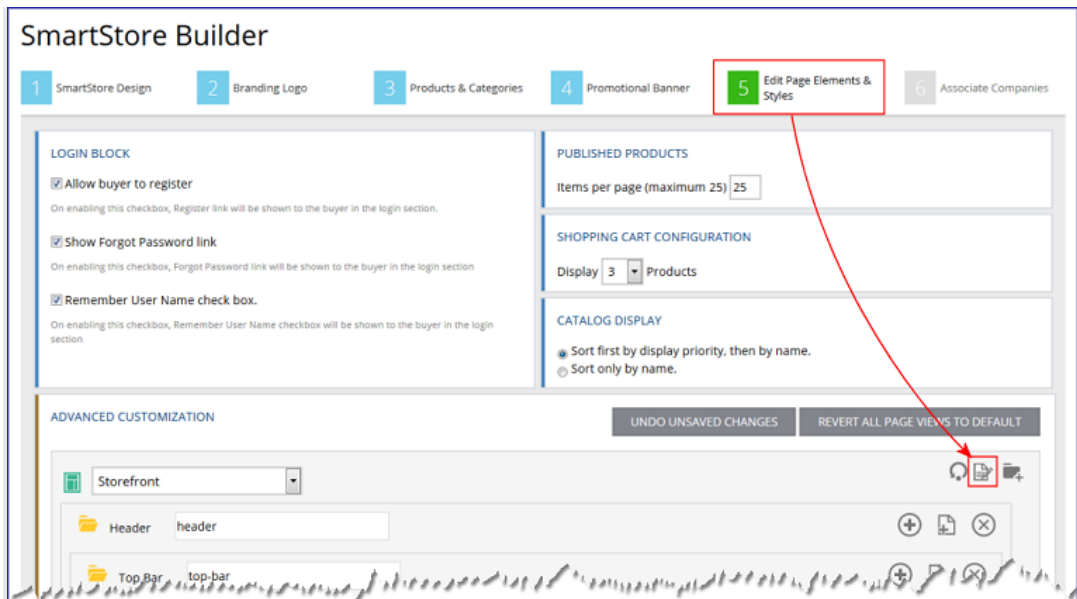 SmartStore Builder
1 SmartStore Design
2 Branding Logo
3 Products & Categories
4 Promotional Banner
5 Edit Page Elements &
Styles
6 Associate Companies
LOGIN BLOCK
Allow buyer to register
On enabling this checkbox, Register link will be shown to the buyer in the login section.
Show Forgot Password link
On enabling this checkbox, Forgot Password link will be shown to the buyer in the login section
Remember User Name check box.
On enabling this checkbox, Remember User Name checkbox will be shown to the buyer in the login
section
PUBLISHED PRODUCTS
Items per page (maximum 25) 25
SHOPPING CART CONFIGURATION
Display 3 Products
CATALOG DISPLAY
Sort first by display priority, then by name.
Sort only by name.
ADVANCED CUSTOMIZATION
UNDO UNSAVED CHANGES
REVERT ALL PAGE VIEWS TO DEFAULT
Storefront
Header header
Top Bar top-bar